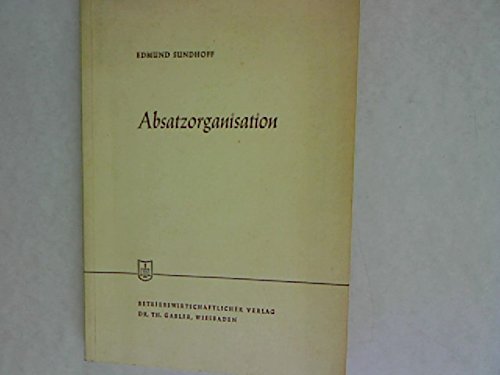 EDMUND SUNDHOFF
Absatzorganisation
BETRIEBSWIRTSCHAFTLICHER VERLAG
DR. TH. GABLER, WIESBADEN